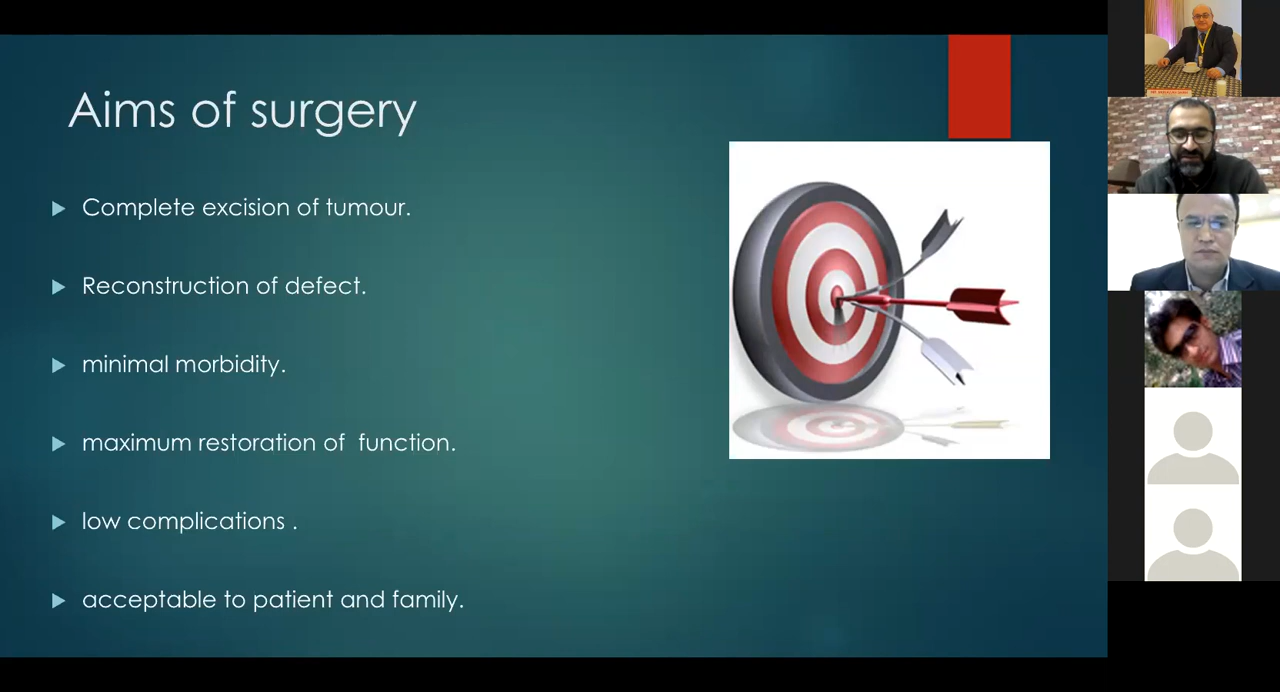 Aims of surgery
Complete excision of tumour.
Reconstruction of defect.
minimal morbidity.
maximum restoration of  function.
low complications .
acceptable to patient and family.